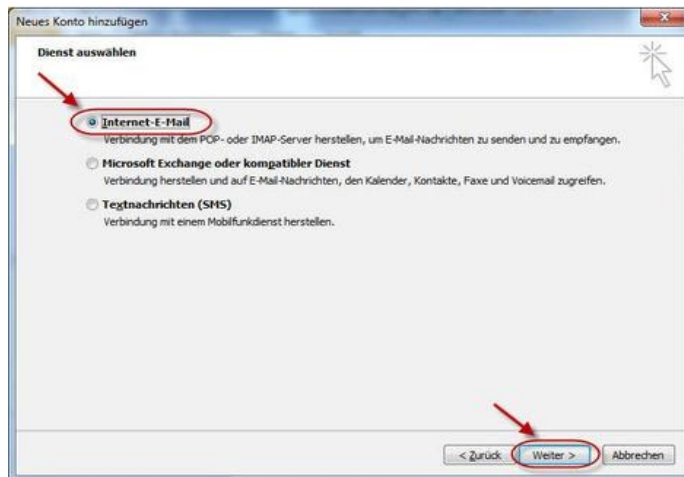 Neues Konto hinzufügen
Dienst auswählen
Internet-E-Mail
Verbindung mit dem POP- oder IMAP-Server herstellen, um E-Mail-Nachrichten zu senden und zu empfangen.
Microsoft Exchange oder kompatibler Dienst
Verbindung herstellen und auf E-Mail-Nachrichten, den Kalender, Kontakte, Faxe und Voicemail zugreifen.
Textnachrichten (SMS)
Verbindung mit einem Mobilfunkdienst herstellen.
< Zurück Weiter > Abbrechen